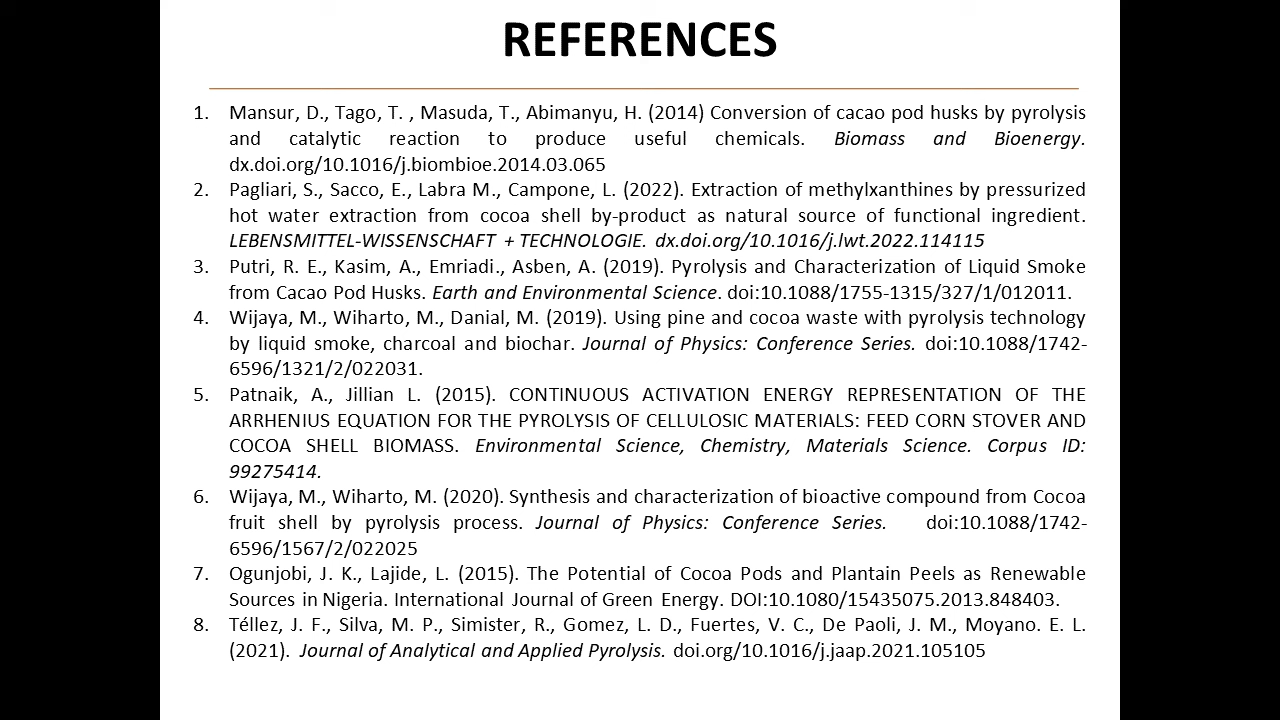 REFERENCES
1. Mansur, D., Tago, T. , Masuda, T., Abimanyu, H. (2014) Conversion of cacao pod husks by pyrolysis
and catalytic reaction to produce useful chemicals. Biomass and Bioenergy.
dx.doi.org/10.1016/j.biombioe.2014.03.065
2. Pagliari, S., Sacco, E., Labra M., Campone, L. (2022). Extraction of methylxanthines by pressurized
hot water extraction from cocoa shell by-product as natural source of functional ingredient.
LEBENSMITTEL-WISSENSCHAFT + TECHNOLOGIE. dx.doi.org/10.1016/j.lwt.2022.114115
3. Putri, R. E., Kasim, A., Emriadi., Asben, A. (2019). Pyrolysis and Characterization of Liquid Smoke
from Cacao Pod Husks. Earth and Environmental Science. doi:10.1088/1755-1315/327/1/012011.
4. Wijaya, M., Wiharto, M., Danial, M. (2019). Using pine and cocoa waste with pyrolysis technology
by liquid smoke, charcoal and biochar. Journal of Physics: Conference Series. doi:10.1088/1742-
6596/1321/2/022031.
5. Patnaik, A., Jillian L. (2015). CONTINUOUS ACTIVATION ENERGY REPRESENTATION OF THE
ARRHENIUS EQUATION FOR THE PYROLYSIS OF CELLULOSIC MATERIALS: FEED CORN STOVER AND
COCOA SHELL BIOMASS. Environmental Science, Chemistry, Materials Science. Corpus ID:
99275414.
6. Wijaya, M., Wiharto, M. (2020). Synthesis and characterization of bioactive compound from Cocoa
fruit shell by pyrolysis process. Journal of Physics: Conference Series. doi:10.1088/1742-
6596/1567/2/022025
7. Ogunjobi, J. K., Lajide, L. (2015). The Potential of Cocoa Pods and Plantain Peels as Renewable
Sources in Nigeria. International Journal of Green Energy. DOI:10.1080/15435075.2013.848403.
8. Téllez, J. F., Silva, M. P., Simister, R., Gomez, L. D., Fuertes, V. C., De Paoli, J. M., Moyano. E. L.
(2021). Journal of Analytical and Applied Pyrolysis. doi.org/10.1016/j.jaap.2021.105105